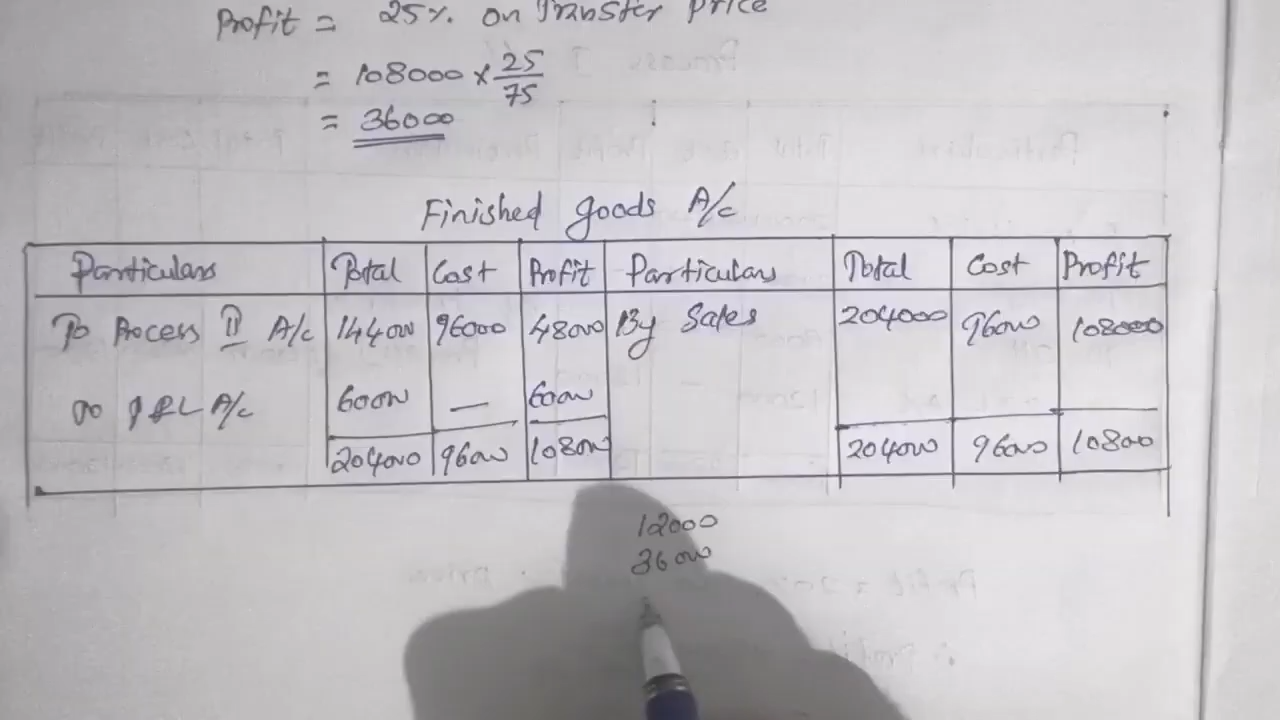 Profit = 25% on Transfer Price
= 108000 × 25/75
= 36000
Finished goods A/c
Particulars Total Cost Profit Particulars Total Cost Profit
To Process II A/c 144000 96000 48000 By Sales 204000 96000 108000
To P&L A/c 60000 — 60000
204000 96000 108000 204000 96000 108000
12000
36000